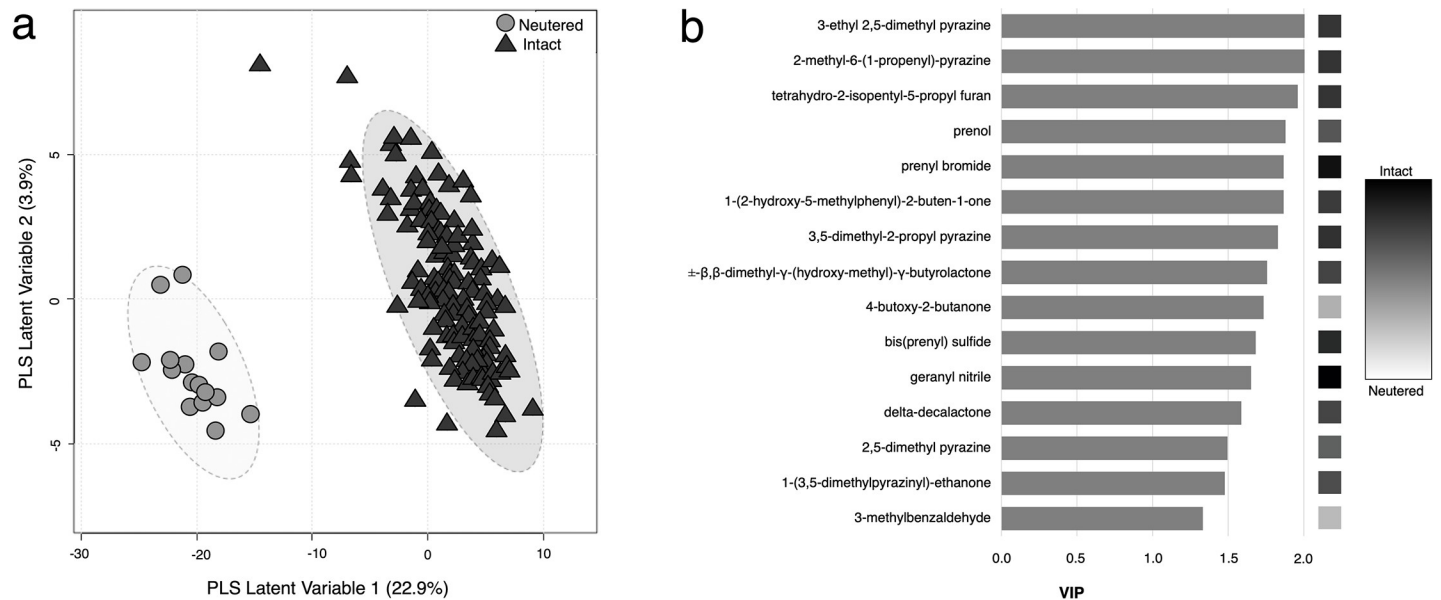 a
Neutered
Intact
PLS Latent Variable 2 (3.9%)
5
0
-5
-30
-20
-10
0
10
PLS Latent Variable 1 (22.9%)
b
3-ethyl 2,5-dimethyl pyrazine
2-methyl-6-(1-propenyl)-pyrazine
tetrahydro-2-isopentyl-5-propyl furan
prenol
prenyl bromide
1-(2-hydroxy-5-methylphenyl)-2-buten-1-one
3,5-dimethyl-2-propyl pyrazine
±-β,β-dimethyl-γ-(hydroxy-methyl)-γ-butyrolactone
4-butoxy-2-butanone
bis(prenyl) sulfide
geranyl nitrile
delta-decalactone
2,5-dimethyl pyrazine
1-(3,5-dimethylpyrazinyl)-ethanone
3-methylbenzaldehyde
0.0
0.5
1.0
1.5
2.0
VIP
Intact
Neutered